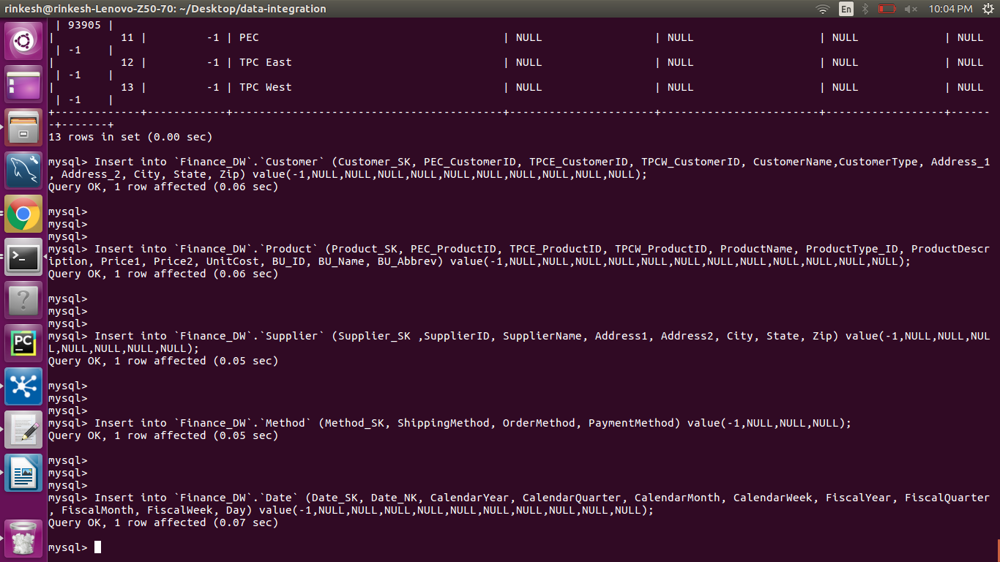 rinkesh@rinkesh-Lenovo-Z50-70: ~/Desktop/data-integration
En
10:04 PM
| 93905 |
|          11 |         -1 | PEC                                     | NULL                 | NULL                   | NULL             | NULL
| -1    |
|          12 |         -1 | TPC East                                | NULL                 | NULL                   | NULL             | NULL
| -1    |
|          13 |         -1 | TPC West                                | NULL                 | NULL                   | NULL             | NULL
| -1    |
+-------------+------------+-----------------------------------------+----------------------+------------------------+------------------+------
-+-------+
13 rows in set (0.00 sec)
mysql> Insert into `Finance_DW`.`Customer` (Customer_SK, PEC_CustomerID, TPCE_CustomerID, TPCW_CustomerID, CustomerName,CustomerType, Address_1
, Address_2, City, State, Zip) value(-1,NULL,NULL,NULL,NULL,NULL,NULL,NULL,NULL,NULL,NULL);
Query OK, 1 row affected (0.06 sec)
mysql>
mysql>
mysql>
mysql> Insert into `Finance_DW`.`Product` (Product_SK, PEC_ProductID, TPCE_ProductID, TPCW_ProductID, ProductName, ProductType_ID, ProductDescr
iption, Price1, Price2, UnitCost, BU_ID, BU_Name, BU_Abbrev) value(-1,NULL,NULL,NULL,NULL,NULL,NULL,NULL,NULL,NULL,NULL,NULL,NULL);
Query OK, 1 row affected (0.06 sec)
mysql>
mysql>
mysql>
mysql> Insert into `Finance_DW`.`Supplier` (Supplier_SK ,SupplierID, SupplierName, Address1, Address2, City, State, Zip) value(-1,NULL,NULL,NUL
L,NULL,NULL,NULL,NULL);
Query OK, 1 row affected (0.05 sec)
mysql>
mysql>
mysql>
mysql> Insert into `Finance_DW`.`Method` (Method_SK, ShippingMethod, OrderMethod, PaymentMethod) value(-1,NULL,NULL,NULL);
Query OK, 1 row affected (0.05 sec)
mysql>
mysql>
mysql>
mysql> Insert into `Finance_DW`.`Date` (Date_SK, Date_NK, CalendarYear, CalendarQuarter, CalendarMonth, CalendarWeek, FiscalYear, FiscalQuarter
, FiscalMonth, FiscalWeek, Day) value(-1,NULL,NULL,NULL,NULL,NULL,NULL,NULL,NULL,NULL,NULL);
Query OK, 1 row affected (0.07 sec)
mysql>
>_
?
PC